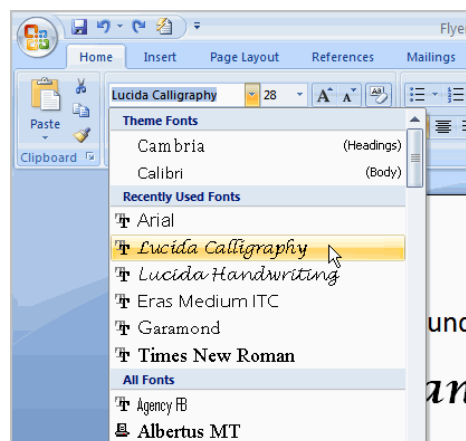 Flye
Home Insert Page Layout References Mailings
Lucida Calligraphy 28 A A Aa
Paste
Clipboard
Theme Fonts
Cambria (Headings)
Calibri (Body)
Recently Used Fonts
Arial
Lucida Calligraphy
Lucida Handwriting
Eras Medium ITC
Garamond
Times New Roman
All Fonts
Agency FB
Albertus MT
und
an